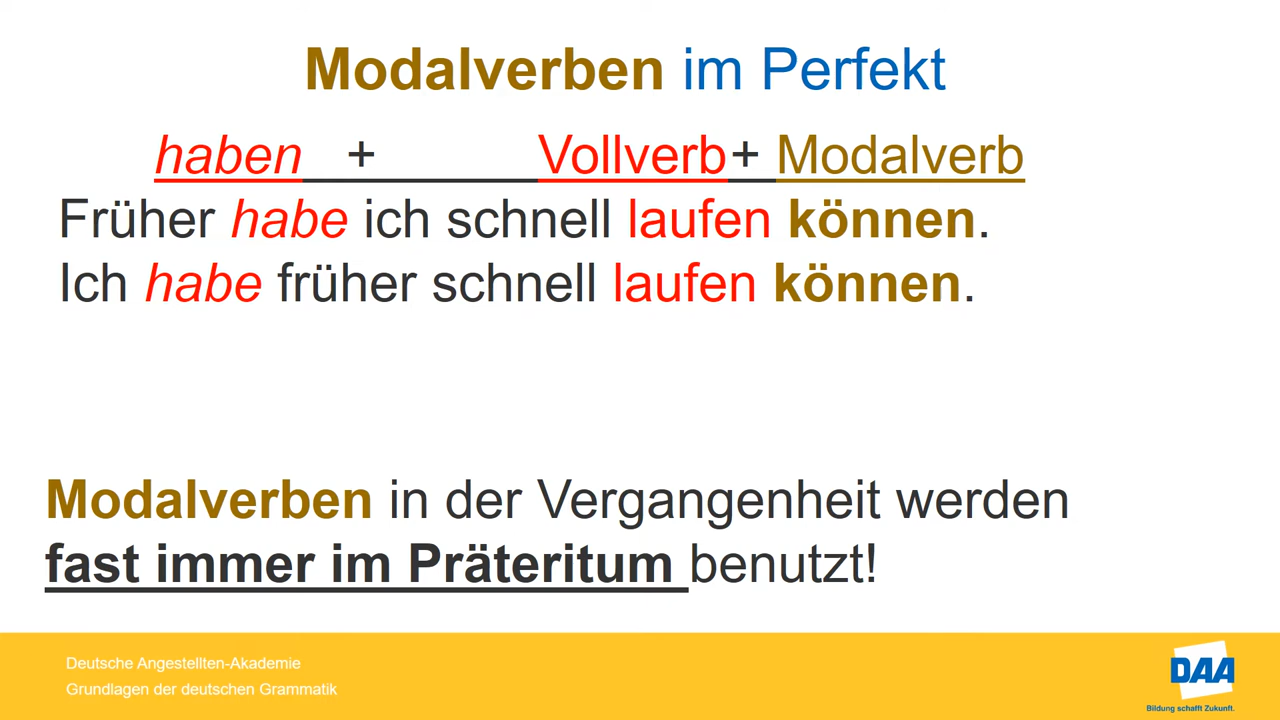 Modalverben im Perfekt
haben + Vollverb+ Modalverb
Früher habe ich schnell laufen können.
Ich habe früher schnell laufen können.
Modalverben in der Vergangenheit werden
fast immer im Präteritum benutzt!
Deutsche Angestellten-Akademie
Grundlagen der deutschen Grammatik
DAA
Bildung schafft Zukunft.